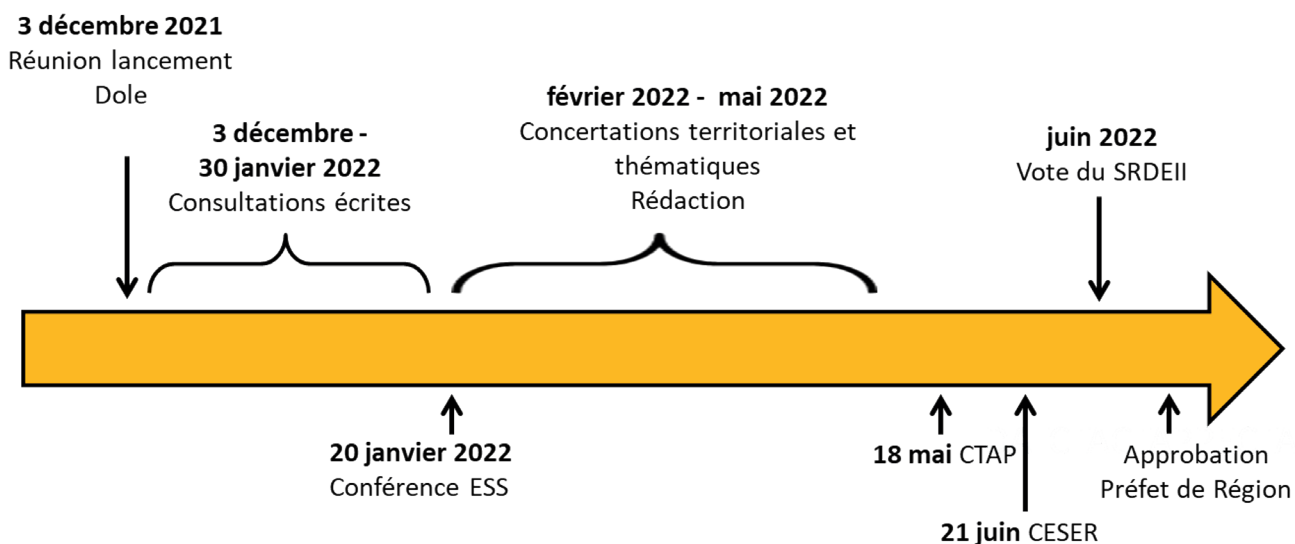 3 décembre 2021
Réunion lancement
Dole
3 décembre -
30 janvier 2022
Consultations écrites
février 2022 -  mai 2022
Concertations territoriales et
thématiques
Rédaction
juin 2022
Vote du SRDEII
20 janvier 2022
Conférence ESS
18 mai CTAP
21 juin CESER
Approbation
Préfet de Région